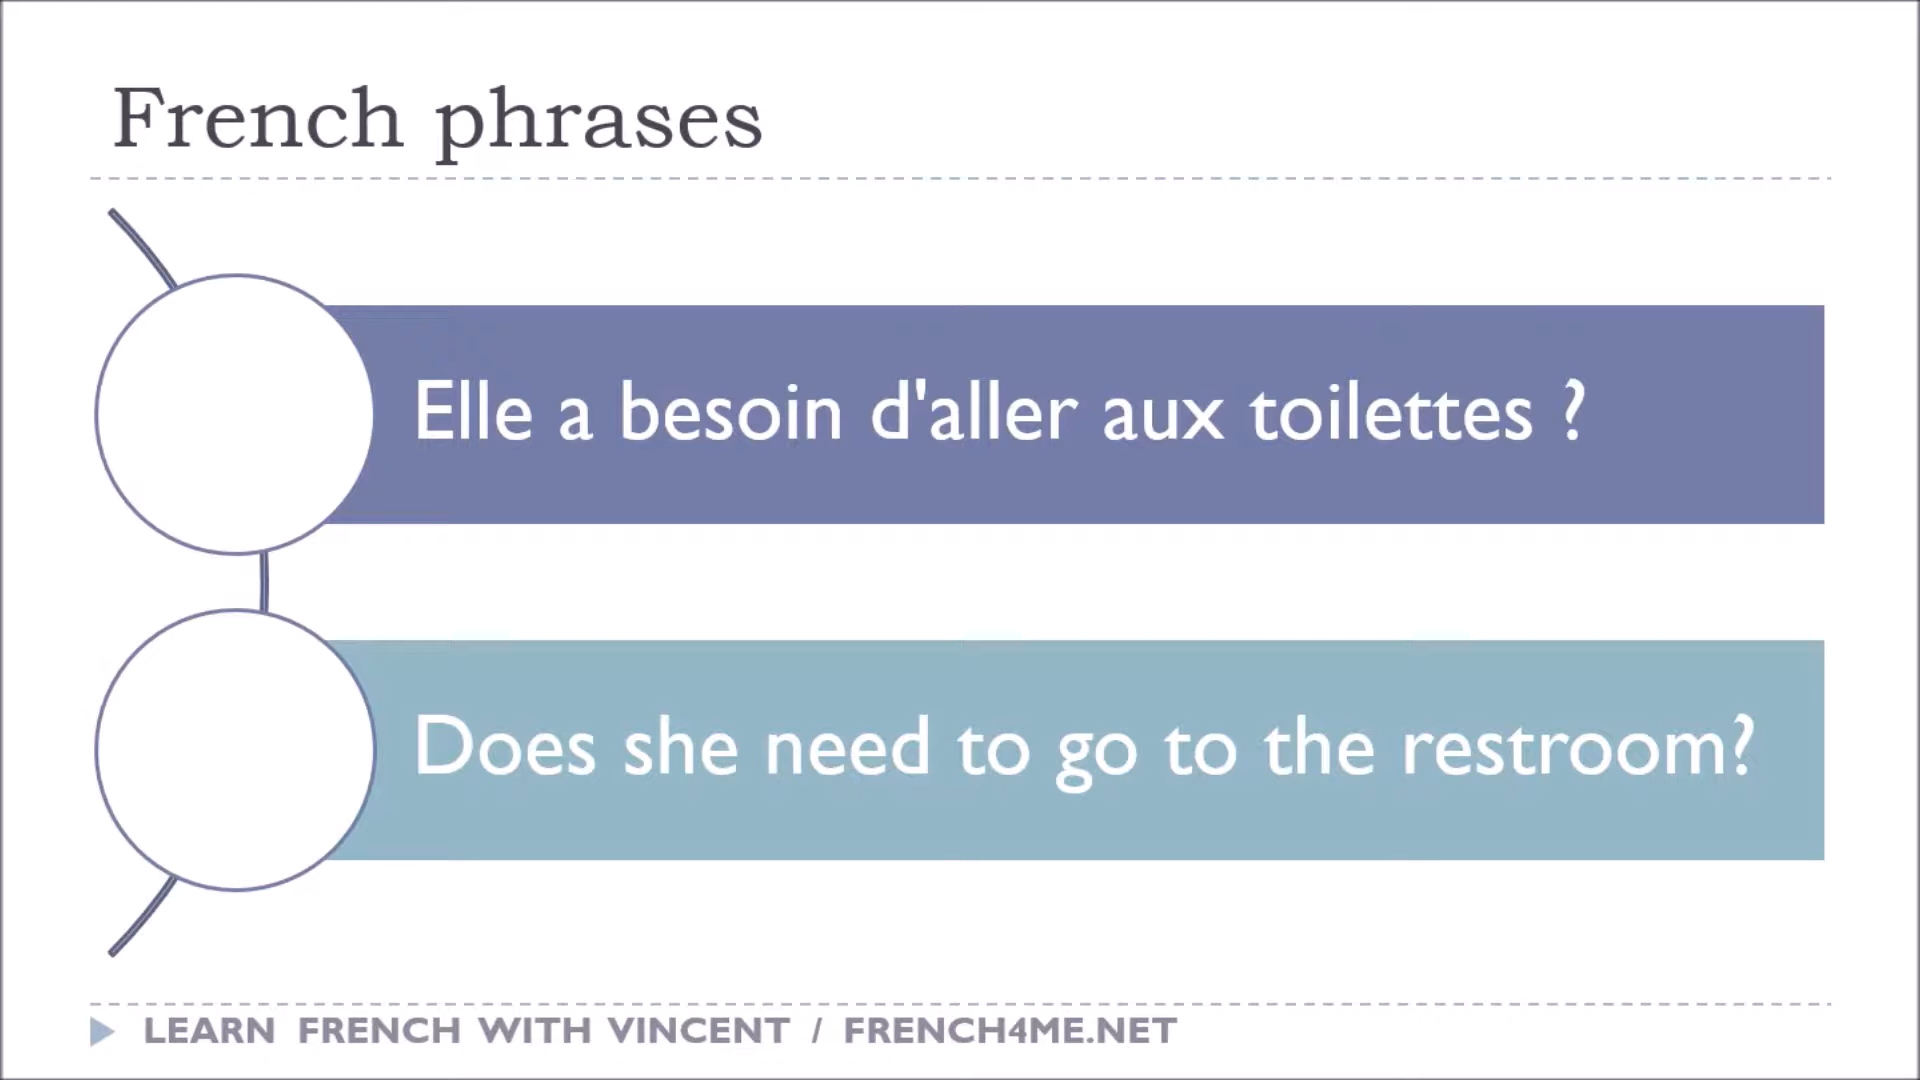 French phrases
Elle a besoin d'aller aux toilettes ?
Does she need to go to the restroom?
LEARN FRENCH WITH VINCENT / FRENCH4ME.NET